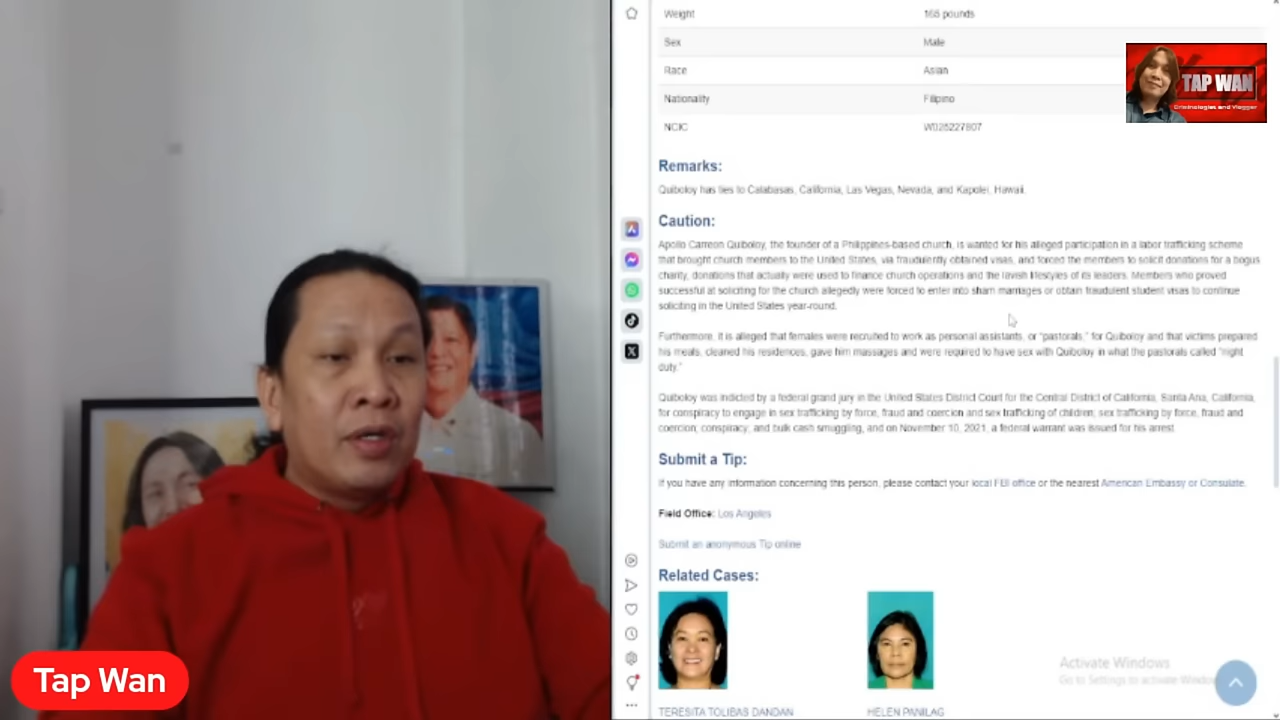 Weight 165 pounds
Sex Male
Race Asian
Nationality Filipino
NCIC W026227807
TAP WAN
Criminologist and Vlogger
Remarks:
Quiboloy has ties to Calabasas, California, Las Vegas, Nevada, and Kapolei, Hawaii.
Caution:
Apollo Carreon Quiboloy, the founder of a Philippines-based church, is wanted for his alleged participation in a labor trafficking scheme
that brought church members to the United States, via fraudulently obtained visas, and forced the members to solicit donations for a bogus
charity, donations that actually were used to finance church operations and the lavish lifestyles of its leaders. Members who proved
successful at soliciting for the church allegedly were forced to enter into sham marriages or obtain fraudulent student visas to continue
soliciting in the United States year-round.
Furthermore, it is alleged that females were recruited to work as personal assistants, or "pastorals," for Quiboloy and that victims prepared
his meals, cleaned his residences, gave him massages and were required to have sex with Quiboloy in what the pastorals called "night
duty."
Quiboloy was indicted by a federal grand jury in the United States District Court for the Central District of California, Santa Ana, California,
for conspiracy to engage in sex trafficking by force, fraud and coercion and sex trafficking of children; sex trafficking by force, fraud and
coercion; conspiracy; and bulk cash smuggling; and on November 10, 2021, a federal warrant was issued for his arrest.
Submit a Tip:
If you have any information concerning this person, please contact your local FBI office or the nearest American Embassy or Consulate.
Field Office: Los Angeles
Submit an anonymous Tip online
Related Cases:
Activate Windows
Go to Settings to activate Windows
TERESITA TOLIBAS DANDAN HELEN PANILAG
Tap Wan